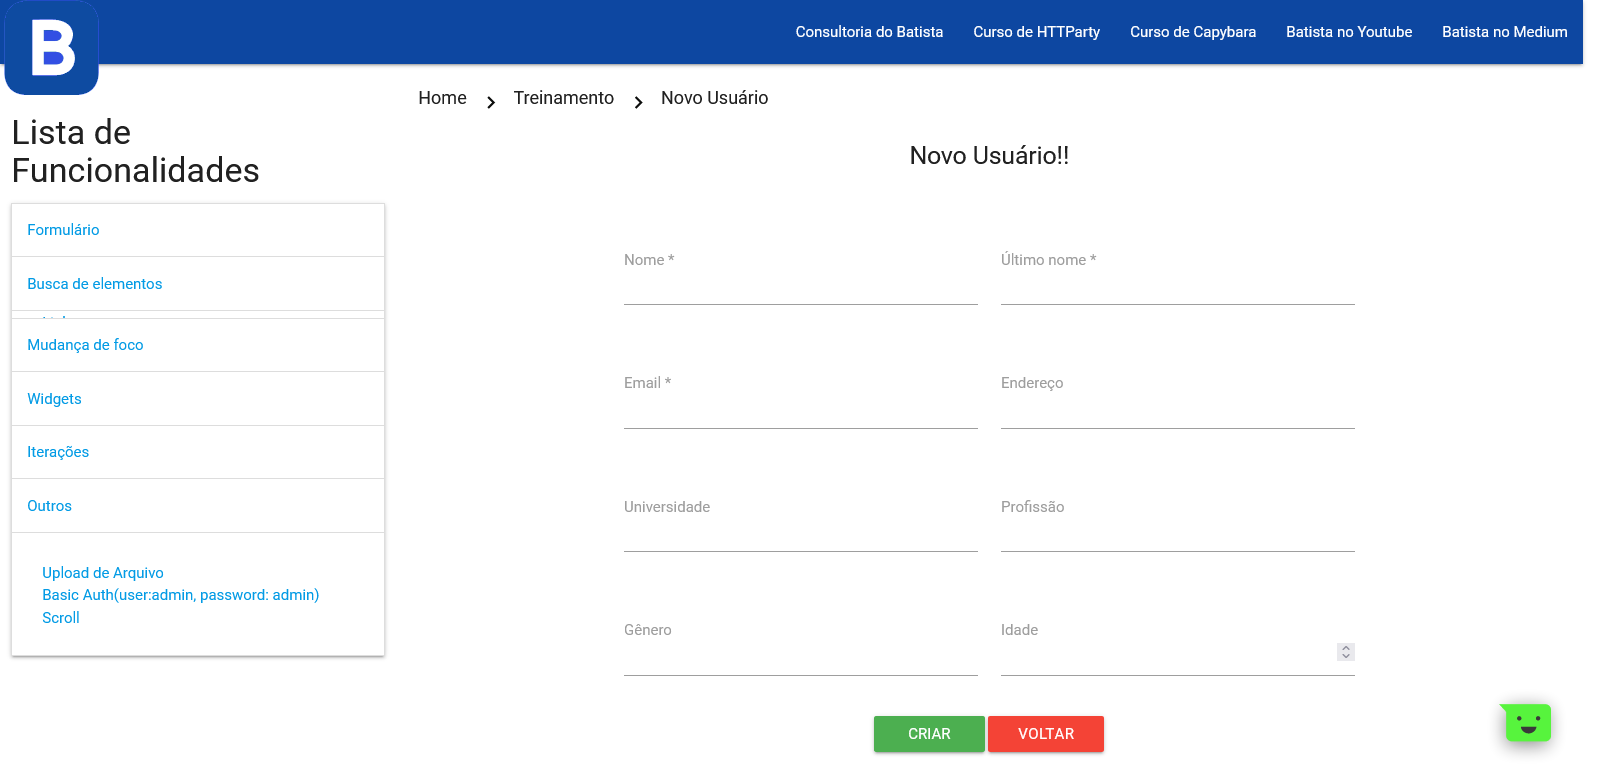 B
Consultoria do Batista Curso de HTTParty Curso de Capybara Batista no Youtube Batista no Medium
Home Treinamento Novo Usuário
Lista de
Funcionalidades
Formulário
Busca de elementos
Mudança de foco
Widgets
Iterações
Outros
Upload de Arquivo
Basic Auth(user:admin, password: admin)
Scroll
Novo Usuário!!
Nome * Último nome *
Email * Endereço
Universidade Profissão
Gênero Idade
CRIAR VOLTAR